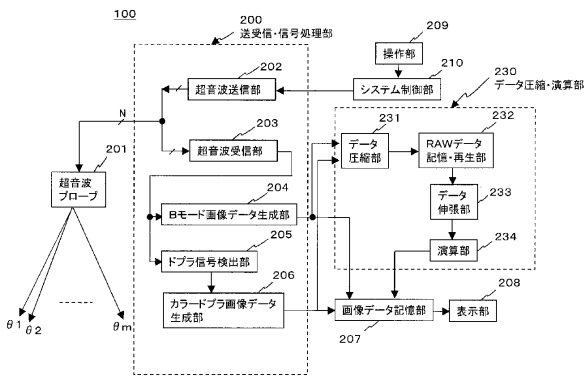 100
200
送受信・信号処理部
209
操作部
202
超音波送信部
210
システム制御部
230
データ圧縮・演算部
N
203
超音波受信部
231
データ
圧縮部
232
RAWデータ
記憶・再生部
201
超音波
プローブ
204
Bモード画像データ生成部
233
データ
伸張部
205
ドプラ信号検出部
234
演算部
206
カラードプラ画像データ
生成部
画像データ記憶部
207
208
表示部
θ1
θ2
θm